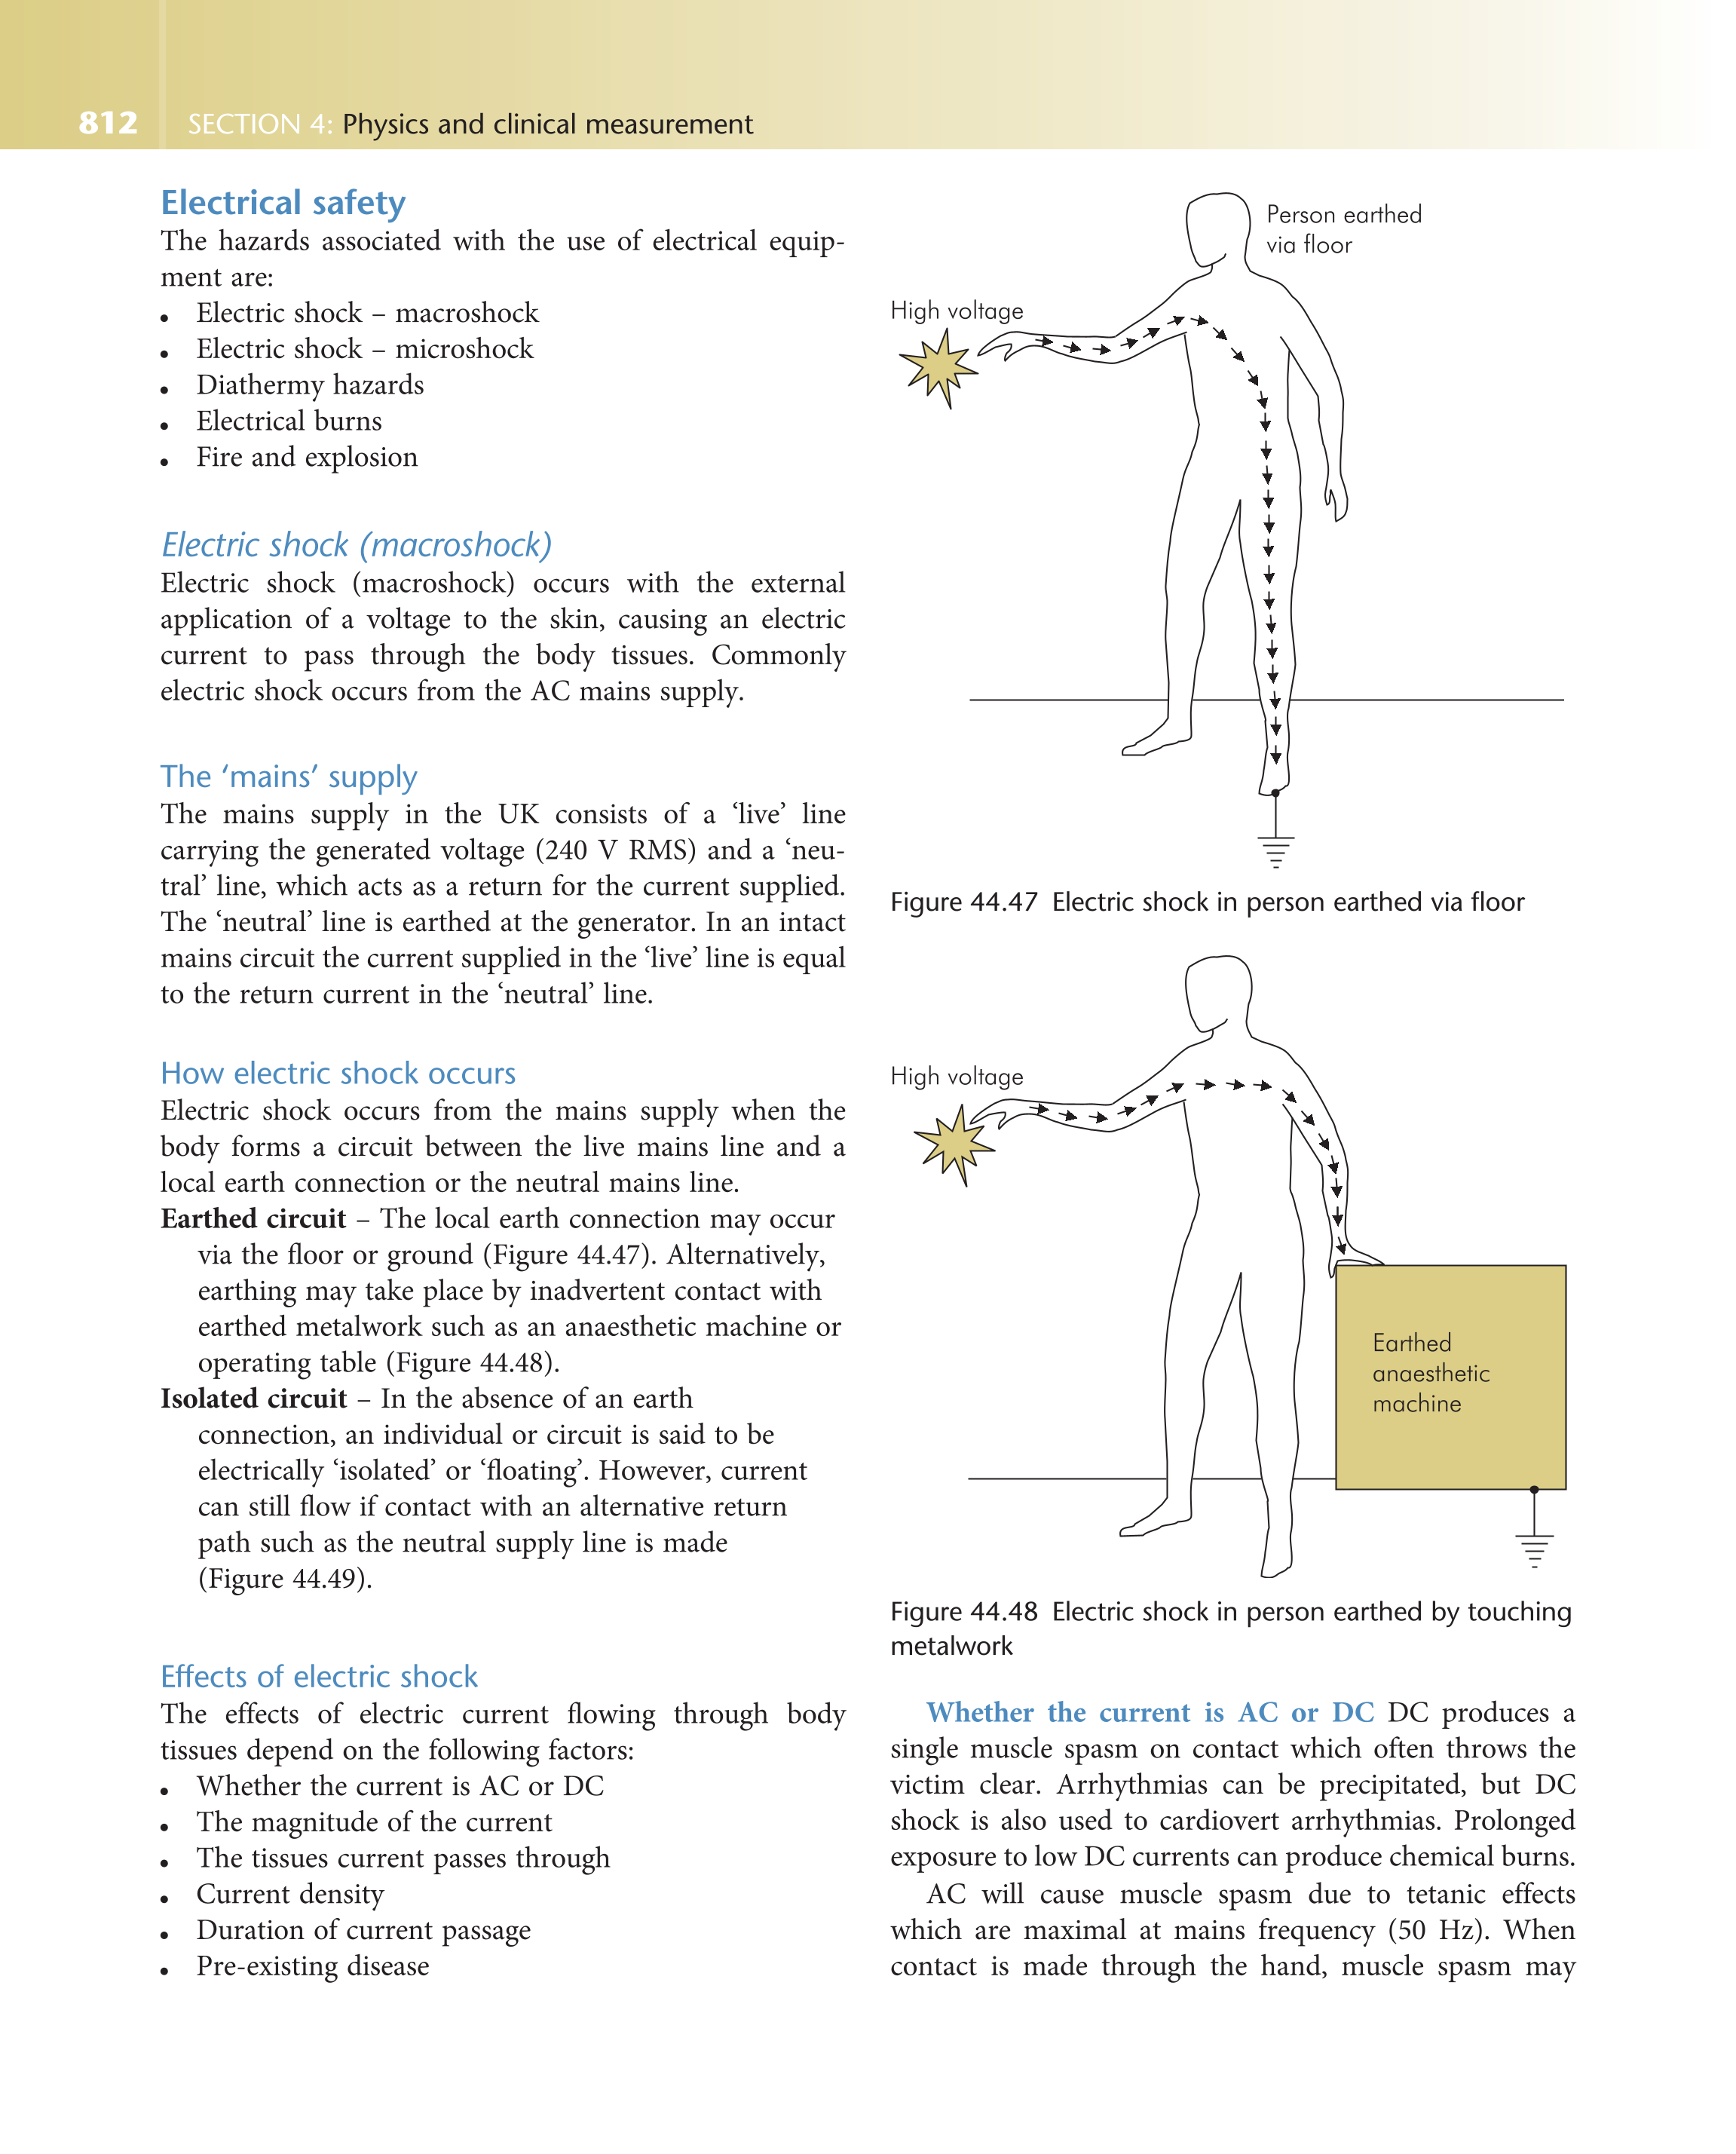 812 SECTION 4: Physics and clinical measurement
Electrical safety
The hazards associated with the use of electrical equip-
ment are:
• Electric shock – macroshock
• Electric shock – microshock
• Diathermy hazards
• Electrical burns
• Fire and explosion
Electric shock (macroshock)
Electric shock (macroshock) occurs with the external
application of a voltage to the skin, causing an electric
current to pass through the body tissues. Commonly
electric shock occurs from the AC mains supply.
The ‘mains’ supply
The mains supply in the UK consists of a ‘live’ line
carrying the generated voltage (240 V RMS) and a ‘neu-
tral’ line, which acts as a return for the current supplied.
The ‘neutral’ line is earthed at the generator. In an intact
mains circuit the current supplied in the ‘live’ line is equal
to the return current in the ‘neutral’ line.
How electric shock occurs
Electric shock occurs from the mains supply when the
body forms a circuit between the live mains line and a
local earth connection or the neutral mains line.
Earthed circuit – The local earth connection may occur
via the floor or ground (Figure 44.47). Alternatively,
earthing may take place by inadvertent contact with
earthed metalwork such as an anaesthetic machine or
operating table (Figure 44.48).
Isolated circuit – In the absence of an earth
connection, an individual or circuit is said to be
electrically ‘isolated’ or ‘floating’. However, current
can still flow if contact with an alternative return
path such as the neutral supply line is made
(Figure 44.49).
Effects of electric shock
The effects of electric current flowing through body
tissues depend on the following factors:
• Whether the current is AC or DC
• The magnitude of the current
• The tissues current passes through
• Current density
• Duration of current passage
• Pre-existing disease
Person earthed
via floor
High voltage
Figure 44.47 Electric shock in person earthed via floor
High voltage
Earthed
anaesthetic
machine
Figure 44.48 Electric shock in person earthed by touching
metalwork
Whether the current is AC or DC DC produces a
single muscle spasm on contact which often throws the
victim clear. Arrhythmias can be precipitated, but DC
shock is also used to cardiovert arrhythmias. Prolonged
exposure to low DC currents can produce chemical burns.
AC will cause muscle spasm due to tetanic effects
which are maximal at mains frequency (50 Hz). When
contact is made through the hand, muscle spasm may